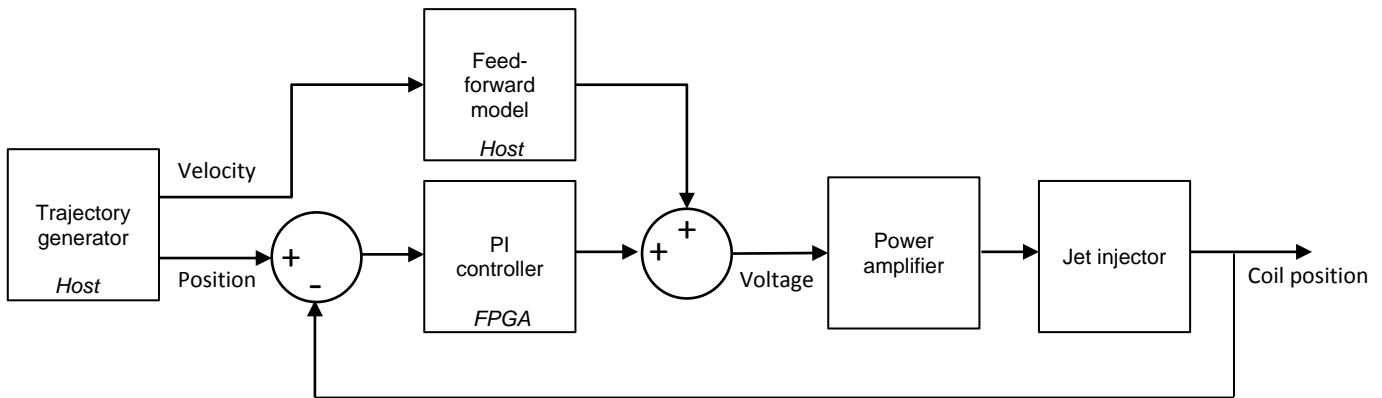 Feed-
forward
model
Host
Velocity
Trajectory
generator
Host
Position
+
-
PI
controller
FPGA
+
+
Voltage
Power
amplifier
Jet injector
Coil position